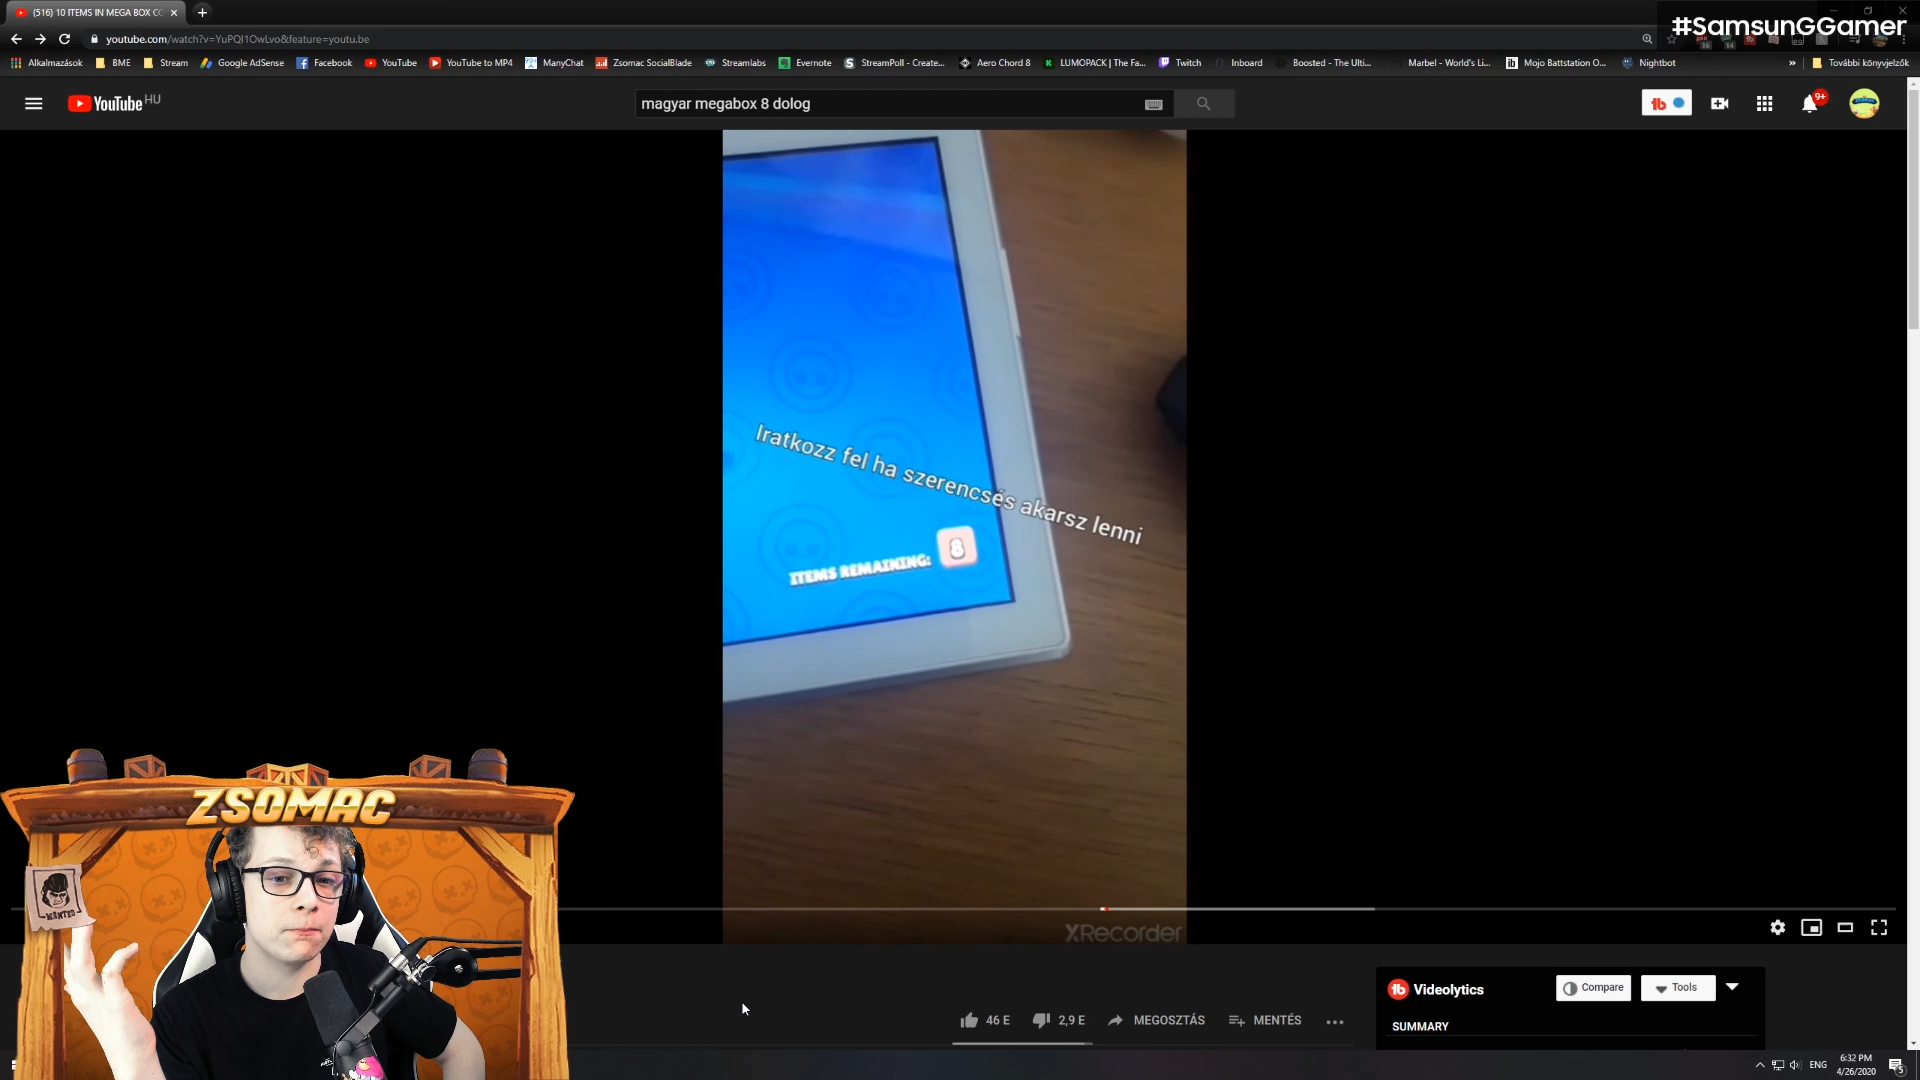 (516) 10 ITEMS IN MEGA BOX CO
#SamsunGGamer
youtube.com/watch?v=YuPQl1OwLvo&feature=youtu.be
Alkalmazások BME Stream Google AdSense Facebook YouTube YouTube to MP4 ManyChat Zsomac SocialBlade Streamlabs Evernote StreamPoll - Create... Aero Chord 8 LUMOPACK | The Fa... Twitch Inboard Boosted - The Ulti... Marbel - World's Li... Mojo Battstation O... Nightbot » További könyvjelzők
YouTube HU
magyar megabox 8 dolog
9+
Iratkozz fel ha szerencsés akarsz lenni
ITEMS REMAINING: 8
ZSOMAC
WANTED
XRecorder
Videolytics Compare Tools
46 E 2,9 E MEGOSZTÁS MENTÉS
SUMMARY
ENG
6:32 PM
4/26/2020
5